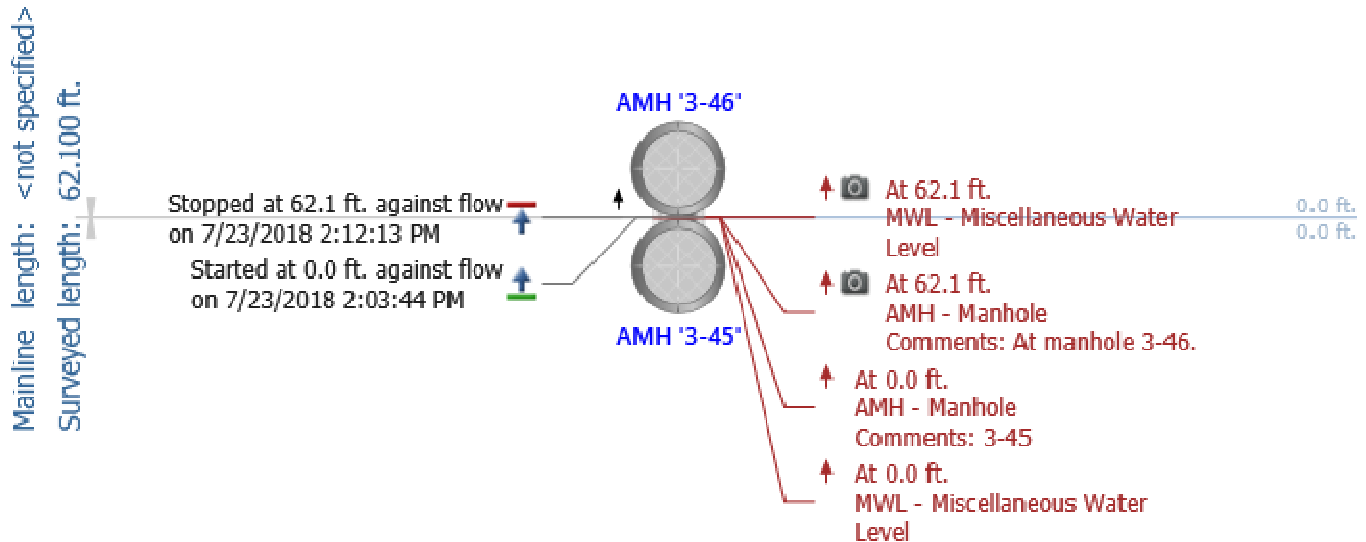 Mainline length: <not specified>
Surveyed length: 62.100 ft.
AMH '3-46'
Stopped at 62.1 ft. against flow
on 7/23/2018 2:12:13 PM
Started at 0.0 ft. against flow
on 7/23/2018 2:03:44 PM
AMH '3-45'
At 62.1 ft.
MWL - Miscellaneous Water
Level
At 62.1 ft.
AMH - Manhole
Comments: At manhole 3-46.
At 0.0 ft.
AMH - Manhole
Comments: 3-45
At 0.0 ft.
MWL - Miscellaneous Water
Level
0.0 ft.
0.0 ft.